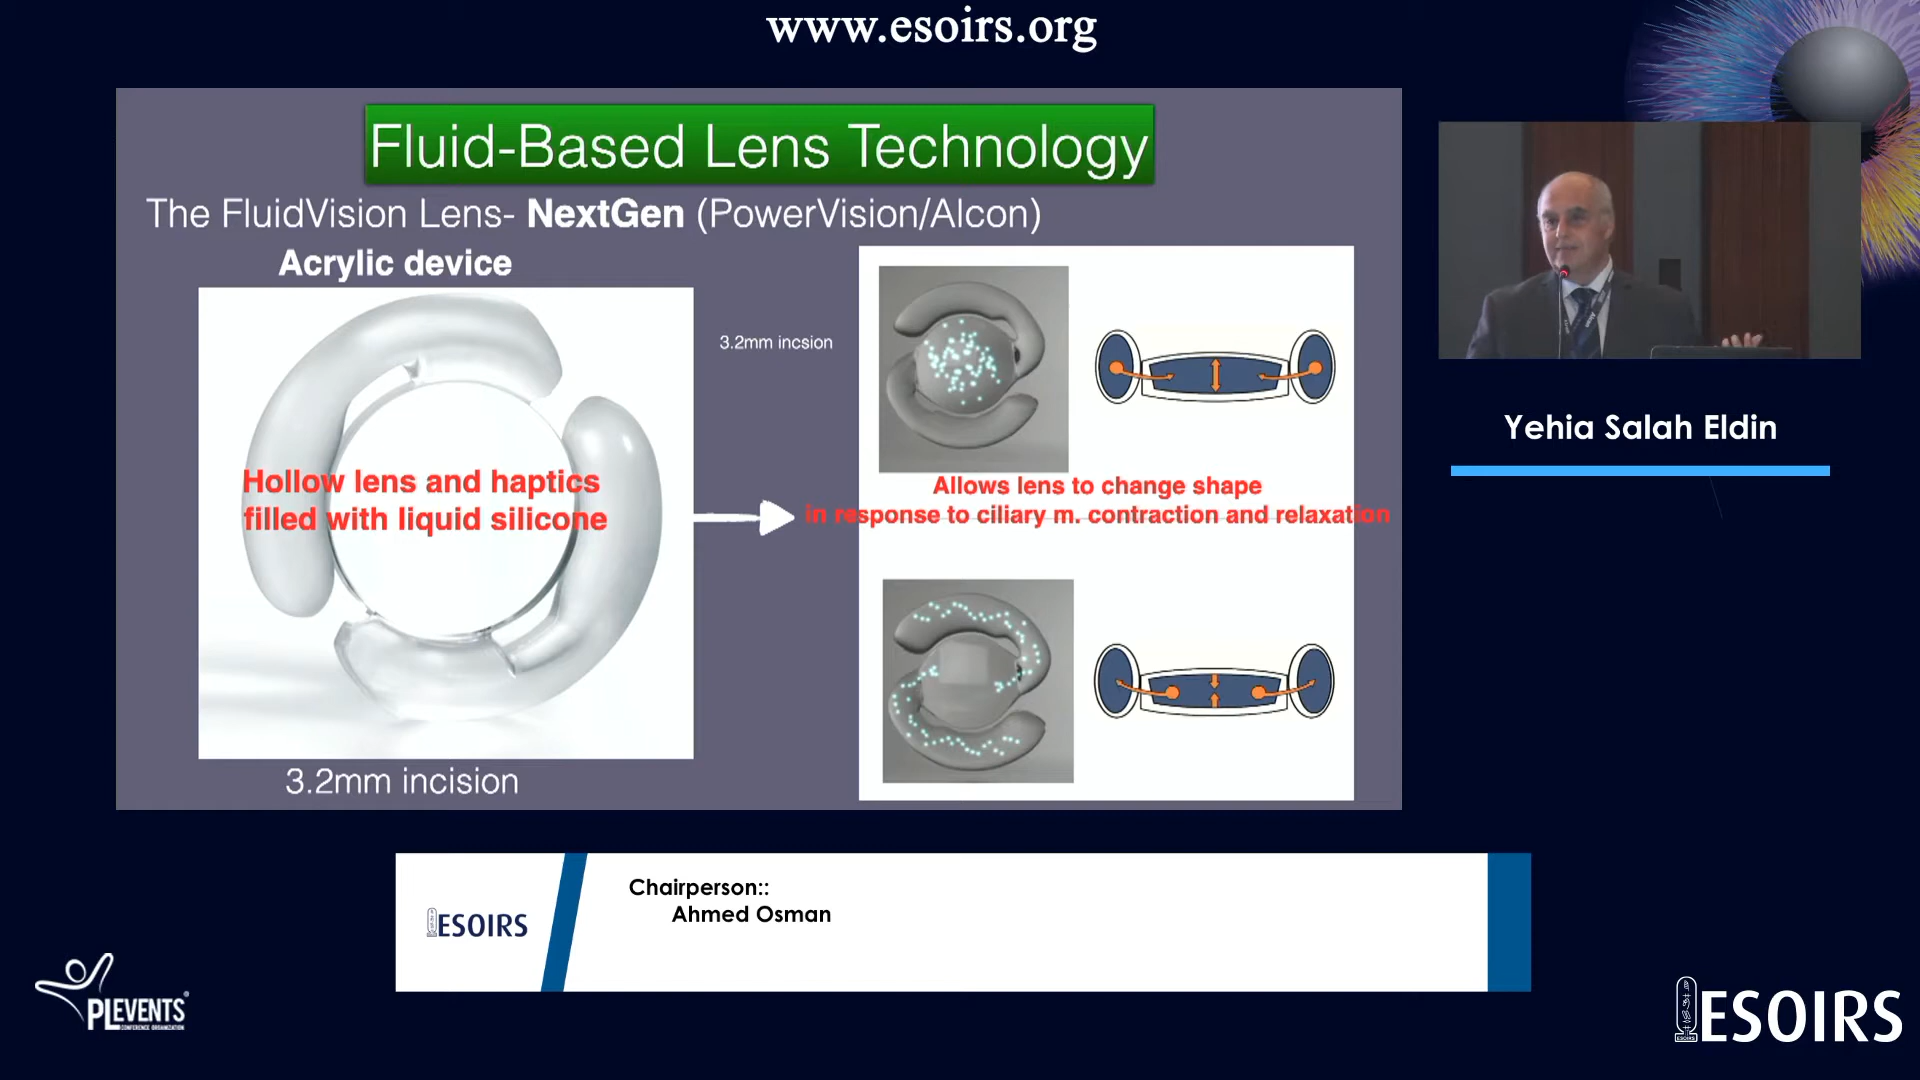 www.esoirs.org
Fluid-Based Lens Technology
The FluidVision Lens- NextGen (PowerVision/Alcon)
Acrylic device
3.2mm incsion
Hollow lens and haptics
filled with liquid silicone
Allows lens to change shape
in response to ciliary m. contraction and relaxation
3.2mm incision
Yehia Salah Eldin
ESOIRS
Chairperson::
Ahmed Osman
PLEVENTS
CONFERENCE ORGANIZATION
ESOIRS